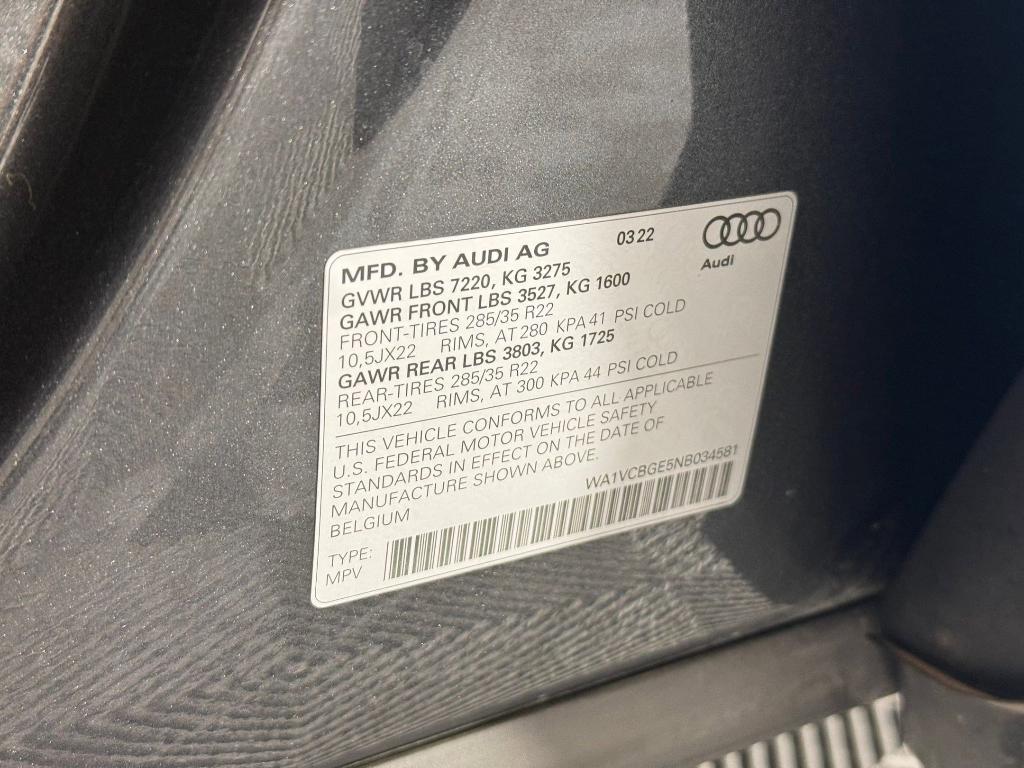 MFD. BY AUDI AG 03 22
Audi
GVWR LBS 7220, KG 3275
GAWR FRONT LBS 3527, KG 1600
FRONT-TIRES 285/35 R22
10,5JX22 RIMS, AT 280 KPA 41 PSI COLD
GAWR REAR LBS 3803, KG 1725
REAR-TIRES 285/35 R22
10,5JX22 RIMS, AT 300 KPA 44 PSI COLD
THIS VEHICLE CONFORMS TO ALL APPLICABLE
U.S. FEDERAL MOTOR VEHICLE SAFETY
STANDARDS IN EFFECT ON THE DATE OF
MANUFACTURE SHOWN ABOVE.
BELGIUM WA1VCBGE5NB034581
TYPE:
MPV